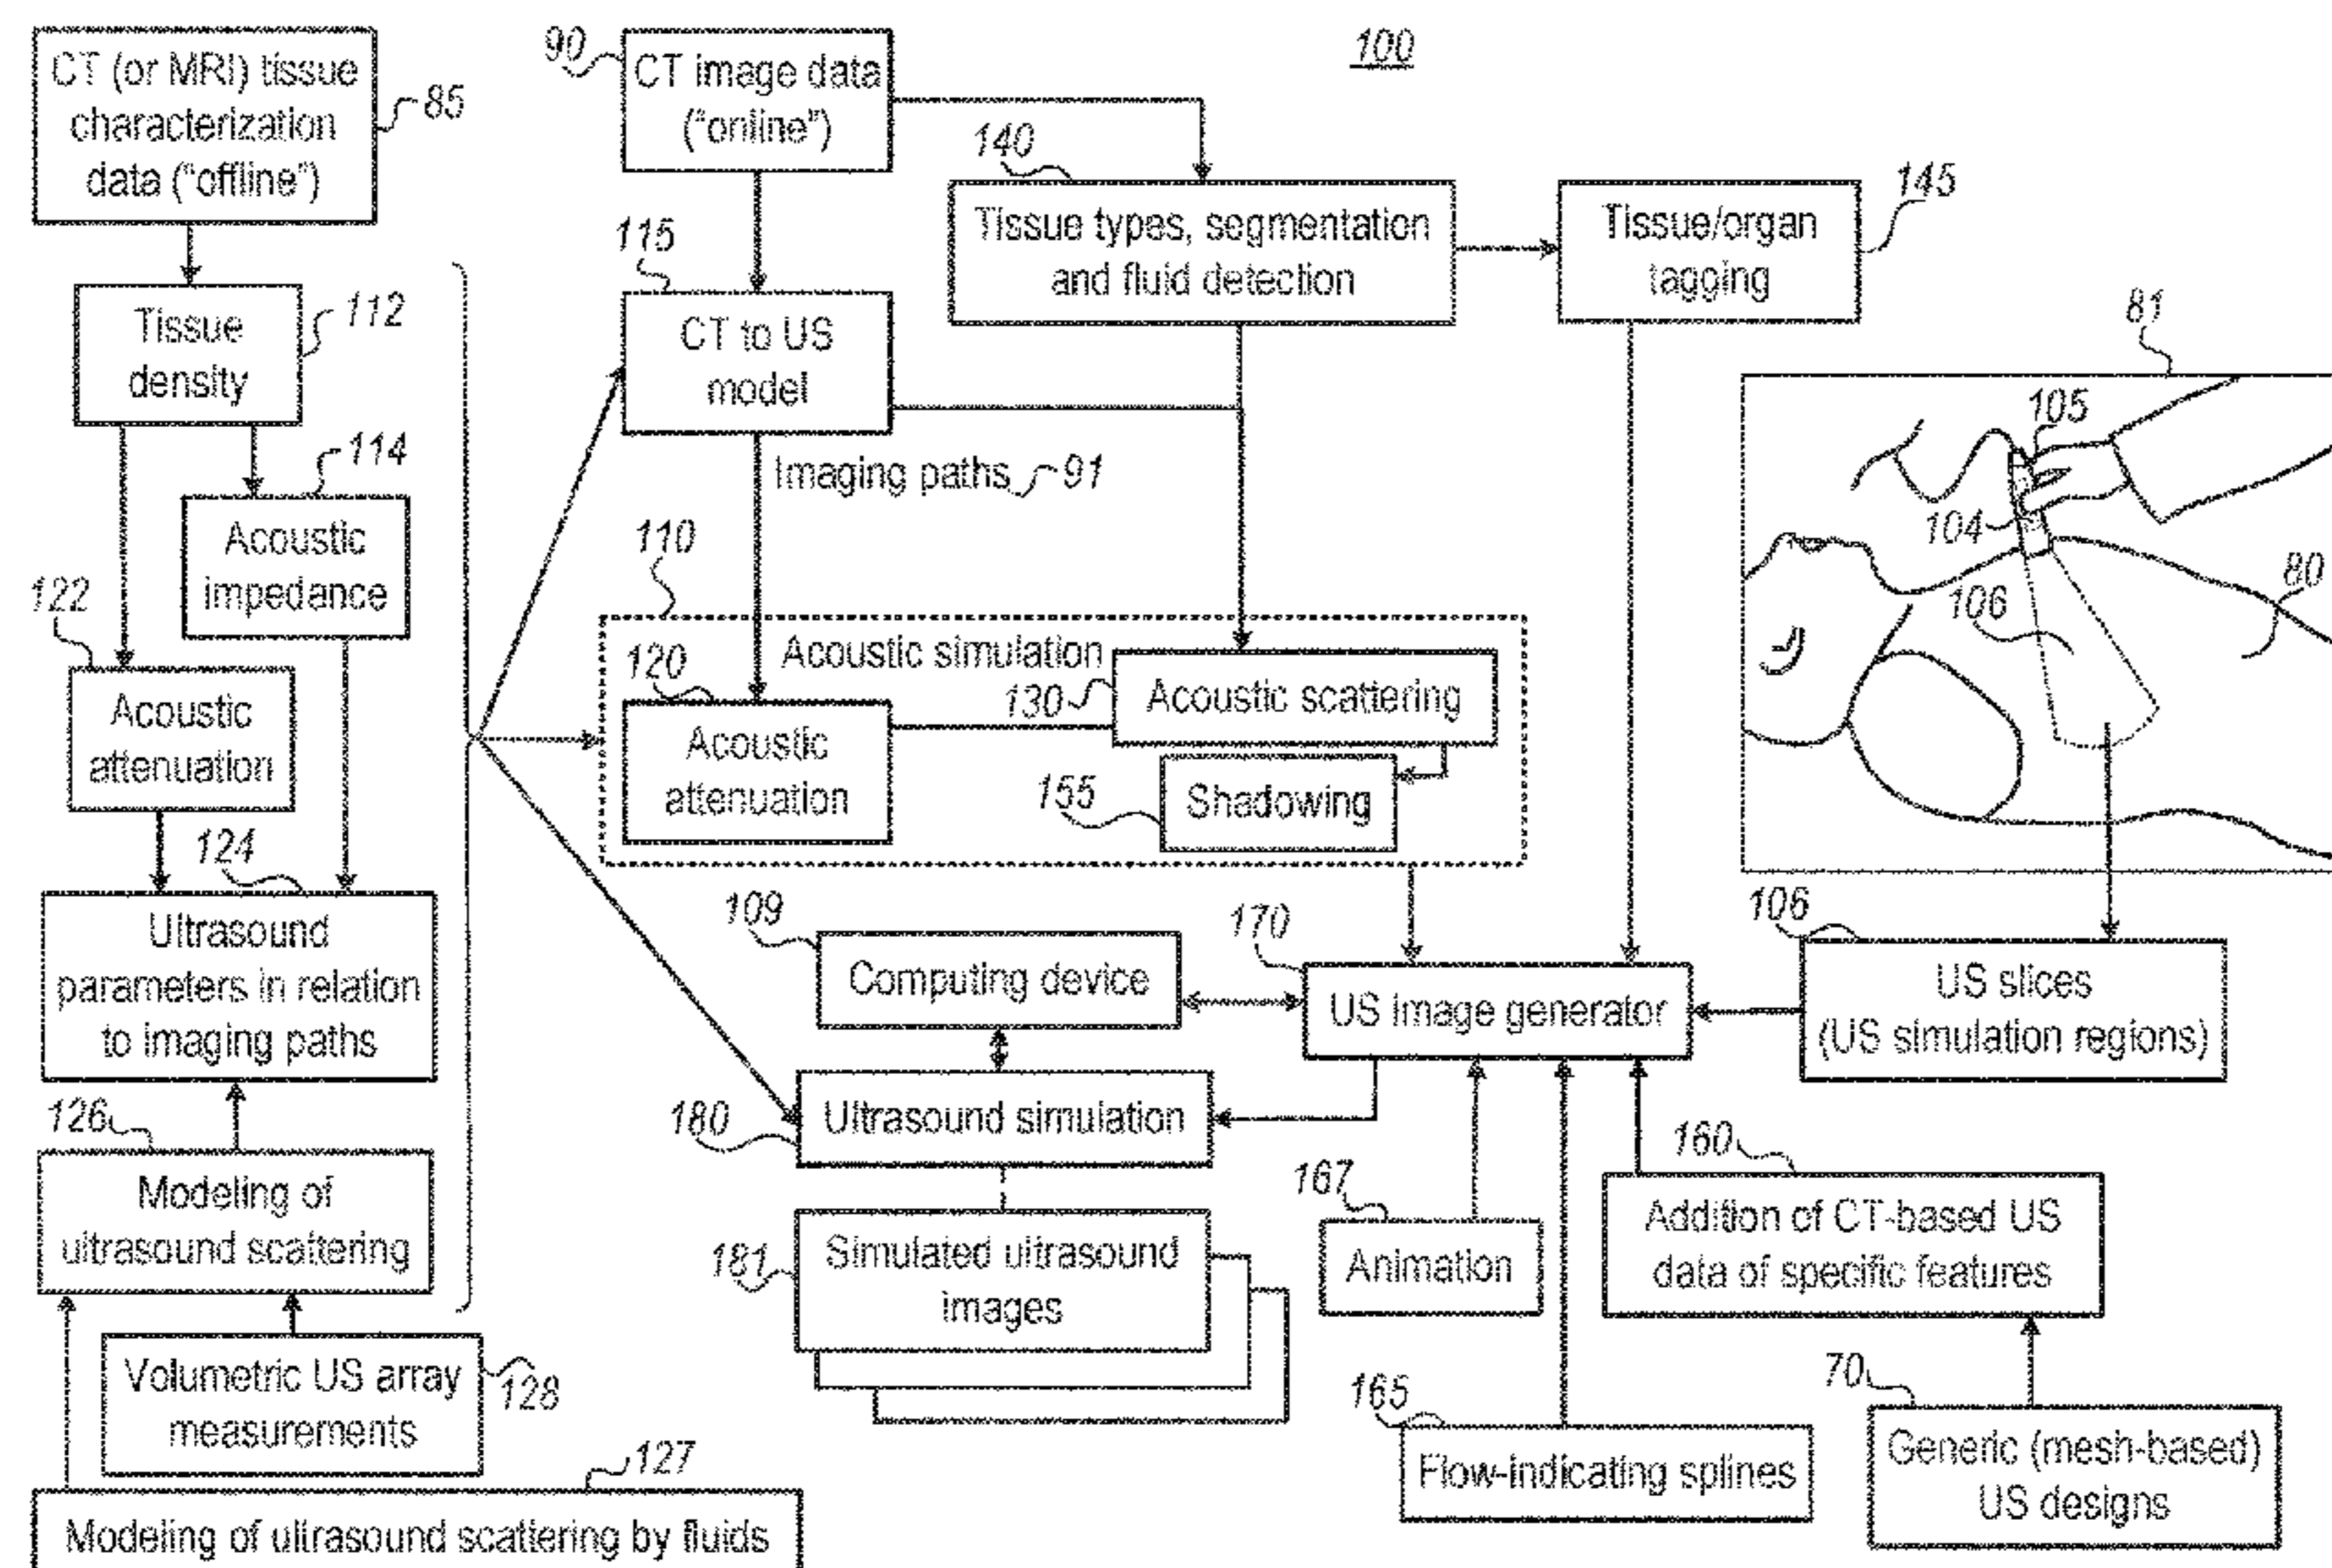 100
CT (or MRI) tissue
characterization
data ("offline")
85
90
CT image data
("online")
140
Tissue types, segmentation
and fluid detection
Tissue/organ
tagging
145
Tissue
density
112
115
CT to US
model
81
105
104
106
80
114
Acoustic
impedance
Imaging paths
91
122
Acoustic
attenuation
110
Acoustic simulation
120
Acoustic
attenuation
130
Acoustic scattering
155
Shadowing
124
Ultrasound
parameters in relation
to imaging paths
109
Computing device
170
US image generator
106
US slices
(US simulation regions)
180
Ultrasound simulation
126
Modeling of
ultrasound scattering
181
Simulated ultrasound
images
167
Animation
160
Addition of CT-based US
data of specific features
Volumetric US array
measurements
128
165
Flow-indicating splines
70
Generic (mesh-based)
US designs
127
Modeling of ultrasound scattering by fluids